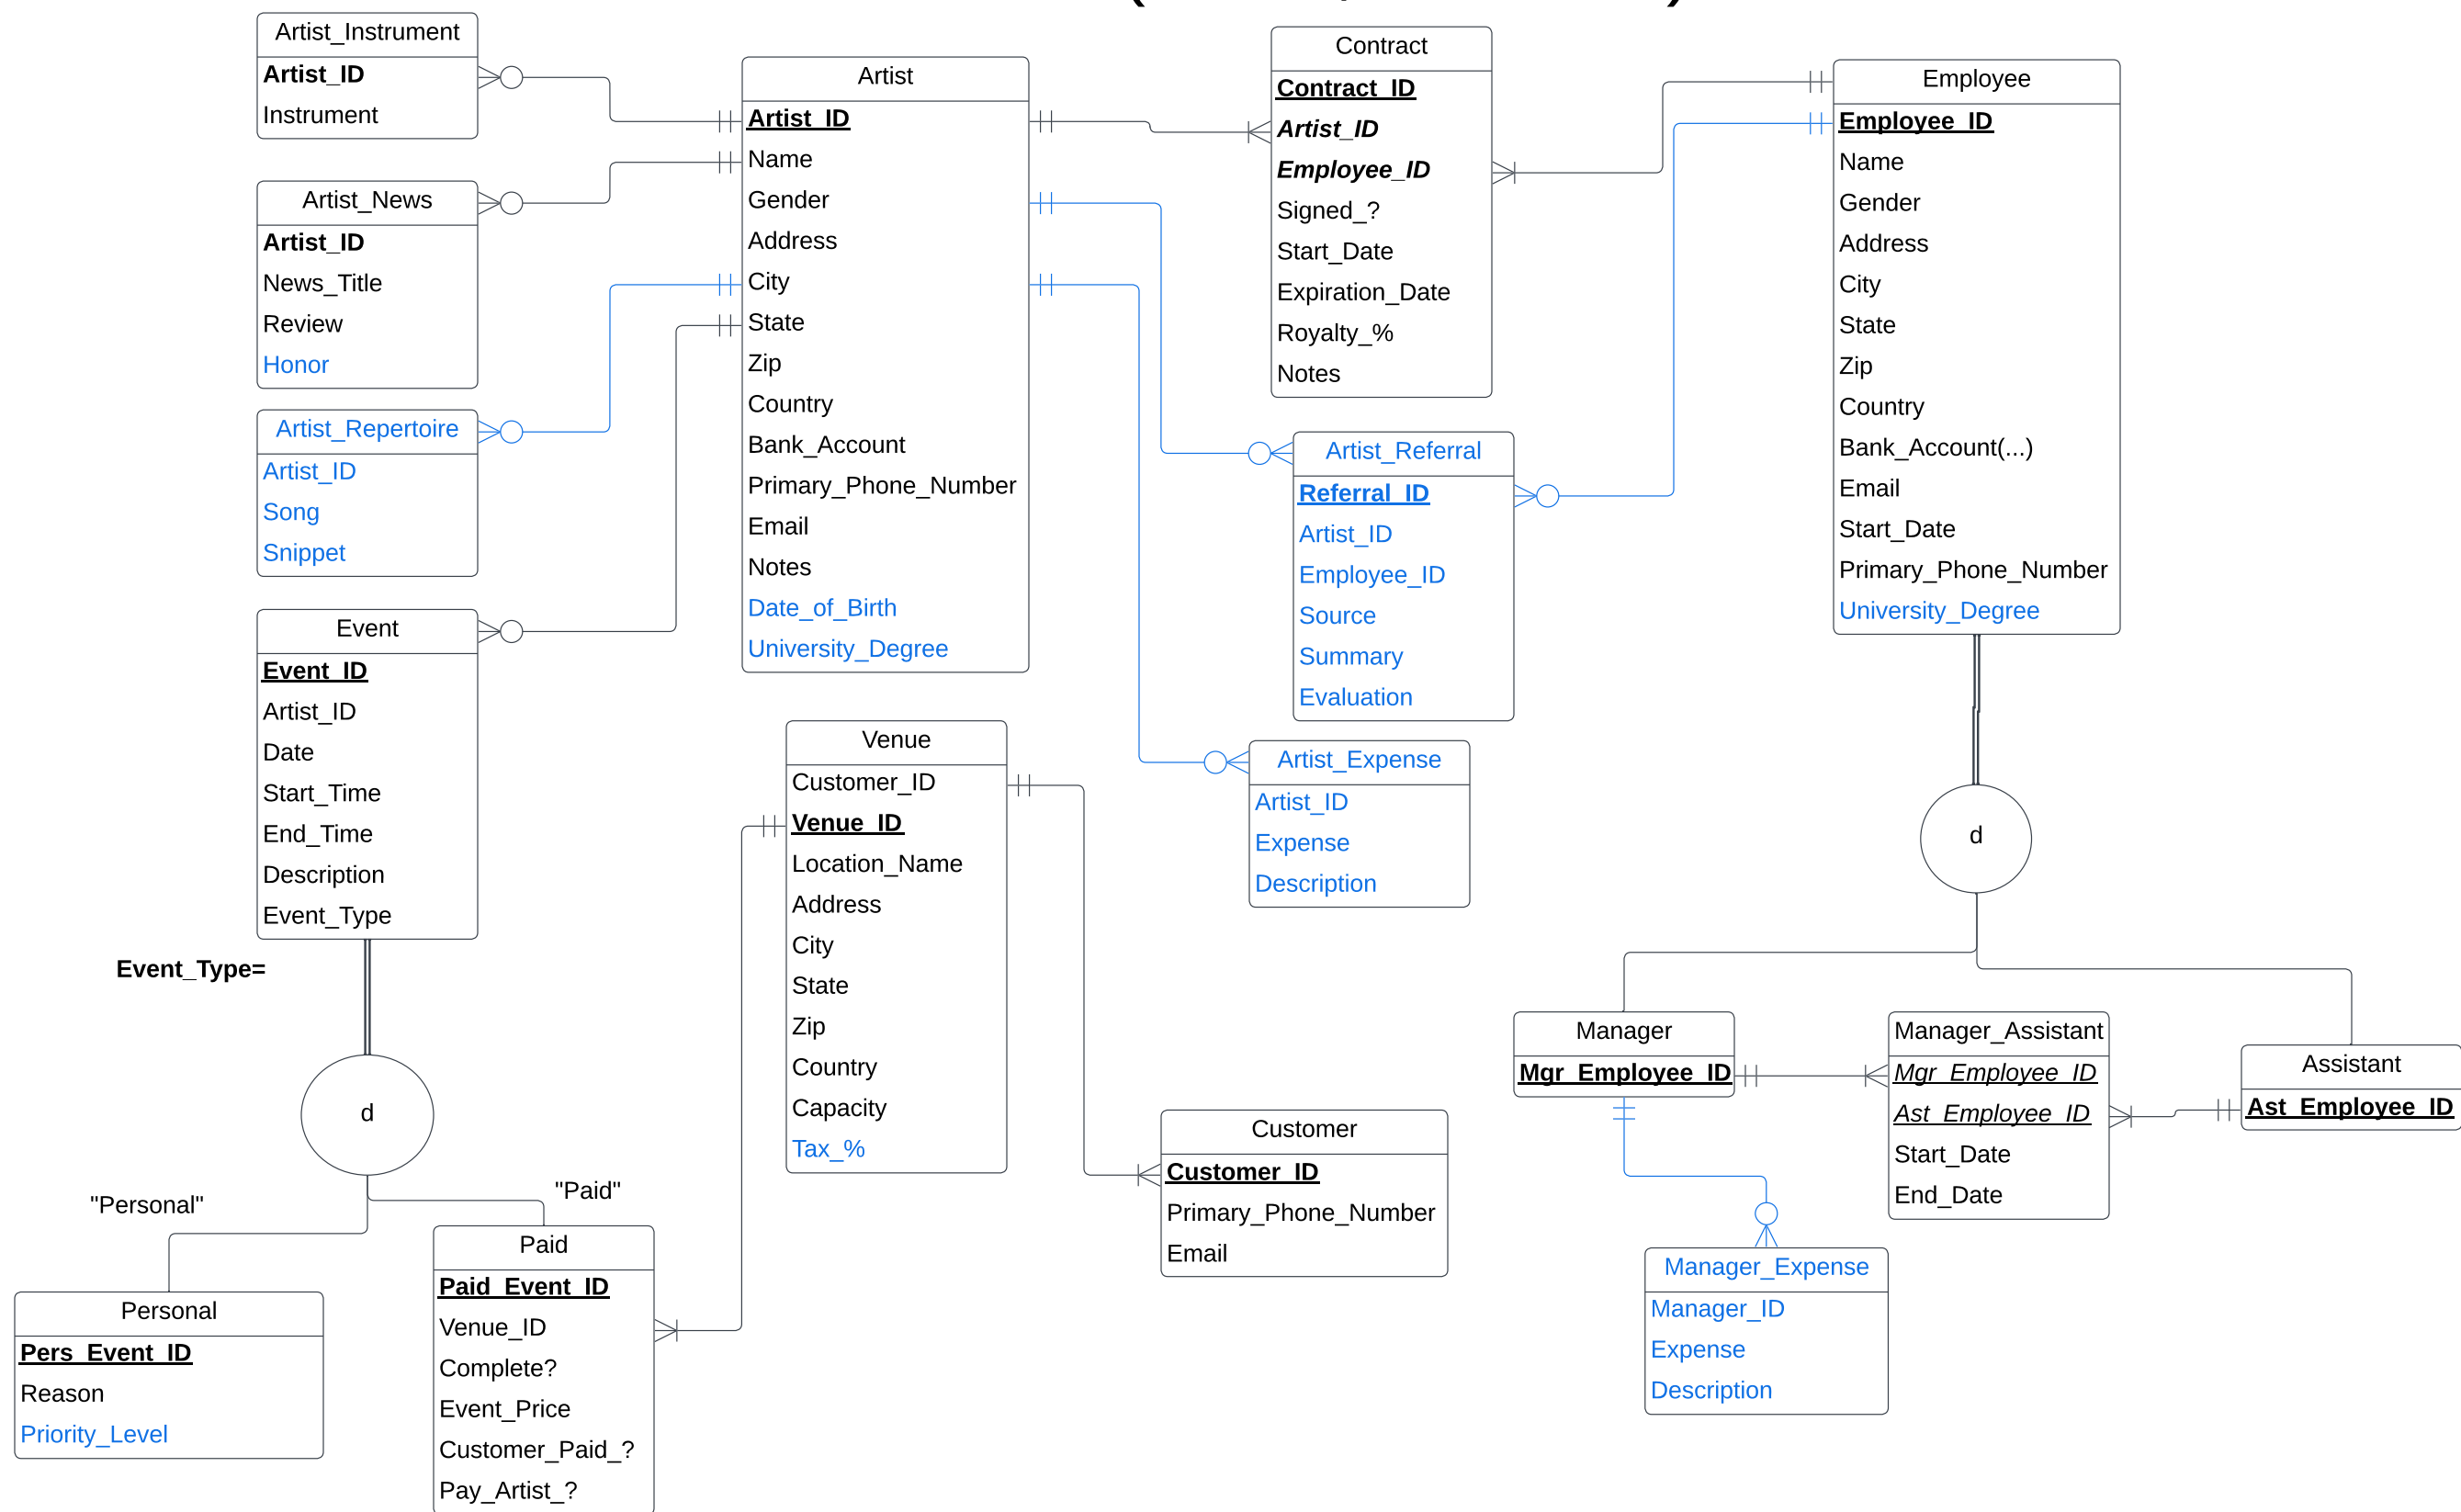 Artist_Instrument
Artist_ID
Instrument
Artist_News
Artist_ID
News_Title
Review
Honor
Artist_Repertoire
Artist_ID
Song
Snippet
Event
Event_ID
Artist_ID
Date
Start_Time
End_Time
Description
Event_Type
Event_Type=
d
"Personal"
"Paid"
Personal
Pers_Event_ID
Reason
Priority_Level
Paid
Paid_Event_ID
Venue_ID
Complete?
Event_Price
Customer_Paid_?
Pay_Artist_?
Artist
Artist_ID
Name
Gender
Address
City
State
Zip
Country
Bank_Account
Primary_Phone_Number
Email
Notes
Date_of_Birth
University_Degree
Venue
Customer_ID
Venue_ID
Location_Name
Address
City
State
Zip
Country
Capacity
Tax_%
Contract
Contract_ID
Artist_ID
Employee_ID
Signed_?
Start_Date
Expiration_Date
Royalty_%
Notes
Artist_Referral
Referral_ID
Artist_ID
Employee_ID
Source
Summary
Evaluation
Artist_Expense
Artist_ID
Expense
Description
Customer
Customer_ID
Primary_Phone_Number
Email
Employee
Employee_ID
Name
Gender
Address
City
State
Zip
Country
Bank_Account(...)
Email
Start_Date
Primary_Phone_Number
University_Degree
d
Manager
Mgr_Employee_ID
Manager_Assistant
Mgr_Employee_ID
Ast_Employee_ID
Start_Date
End_Date
Assistant
Ast_Employee_ID
Manager_Expense
Manager_ID
Expense
Description